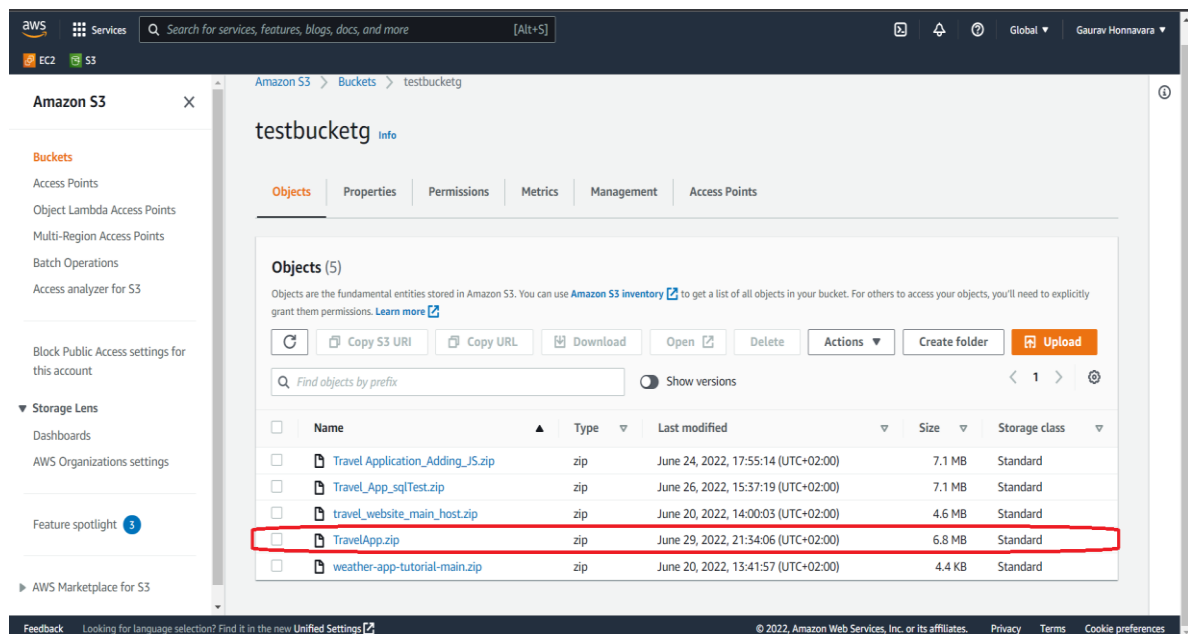 aws Services Search for services, features, blogs, docs, and more [Alt+S] Global ▼ Gaurav Honnavara ▼
EC2 S3
Amazon S3
Buckets
Access Points
Object Lambda Access Points
Multi-Region Access Points
Batch Operations
Access analyzer for S3
Block Public Access settings for
this account
Storage Lens
Dashboards
AWS Organizations settings
Feature spotlight 3
AWS Marketplace for S3
Amazon S3 > Buckets > testbucketg
testbucketg Info
Objects Properties Permissions Metrics Management Access Points
Objects (5)
Objects are the fundamental entities stored in Amazon S3. You can use Amazon S3 inventory to get a list of all objects in your bucket. For others to access your objects, you'll need to explicitly
grant them permissions. Learn more
Copy S3 URI Copy URL Download Open Delete Actions ▼ Create folder Upload
Find objects by prefix Show versions < 1 >
Name Type Last modified Size Storage class
Travel Application_Adding_JS.zip zip June 24, 2022, 17:55:14 (UTC+02:00) 7.1 MB Standard
Travel_App_sqlTest.zip zip June 26, 2022, 15:37:19 (UTC+02:00) 7.1 MB Standard
travel_website_main_host.zip zip June 20, 2022, 14:00:03 (UTC+02:00) 4.6 MB Standard
TravelApp.zip zip June 29, 2022, 21:34:06 (UTC+02:00) 6.8 MB Standard
weather-app-tutorial-main.zip zip June 20, 2022, 13:41:57 (UTC+02:00) 4.4 KB Standard
Feedback Looking for language selection? Find it in the new Unified Settings © 2022, Amazon Web Services, Inc. or its affiliates. Privacy Terms Cookie preferences